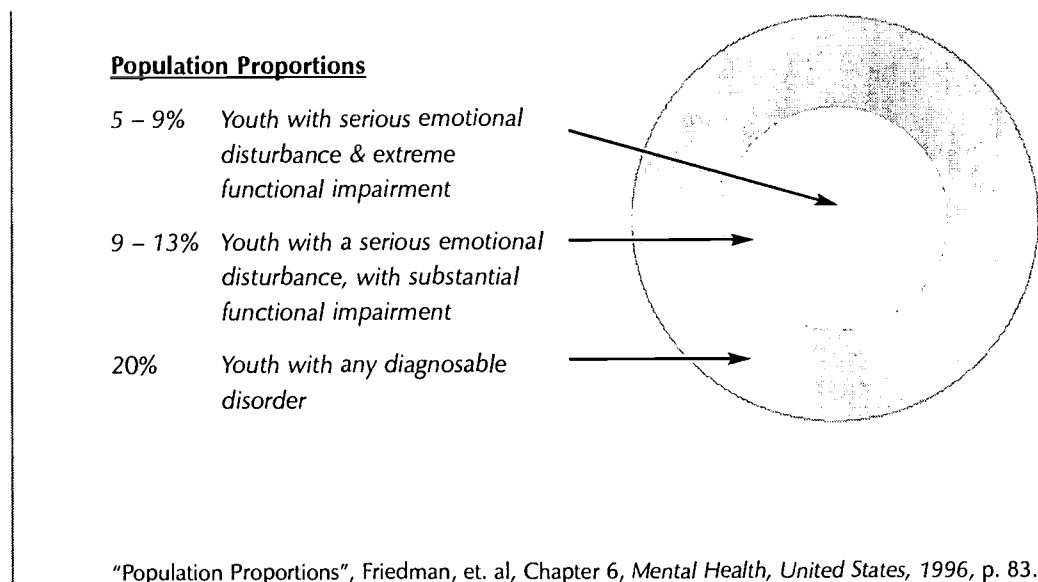 Population Proportions
5 – 9% Youth with serious emotional
disturbance & extreme
functional impairment
9 – 13% Youth with a serious emotional
disturbance, with substantial
functional impairment
20% Youth with any diagnosable
disorder
"Population Proportions", Friedman, et. al, Chapter 6, Mental Health, United States, 1996, p. 83.